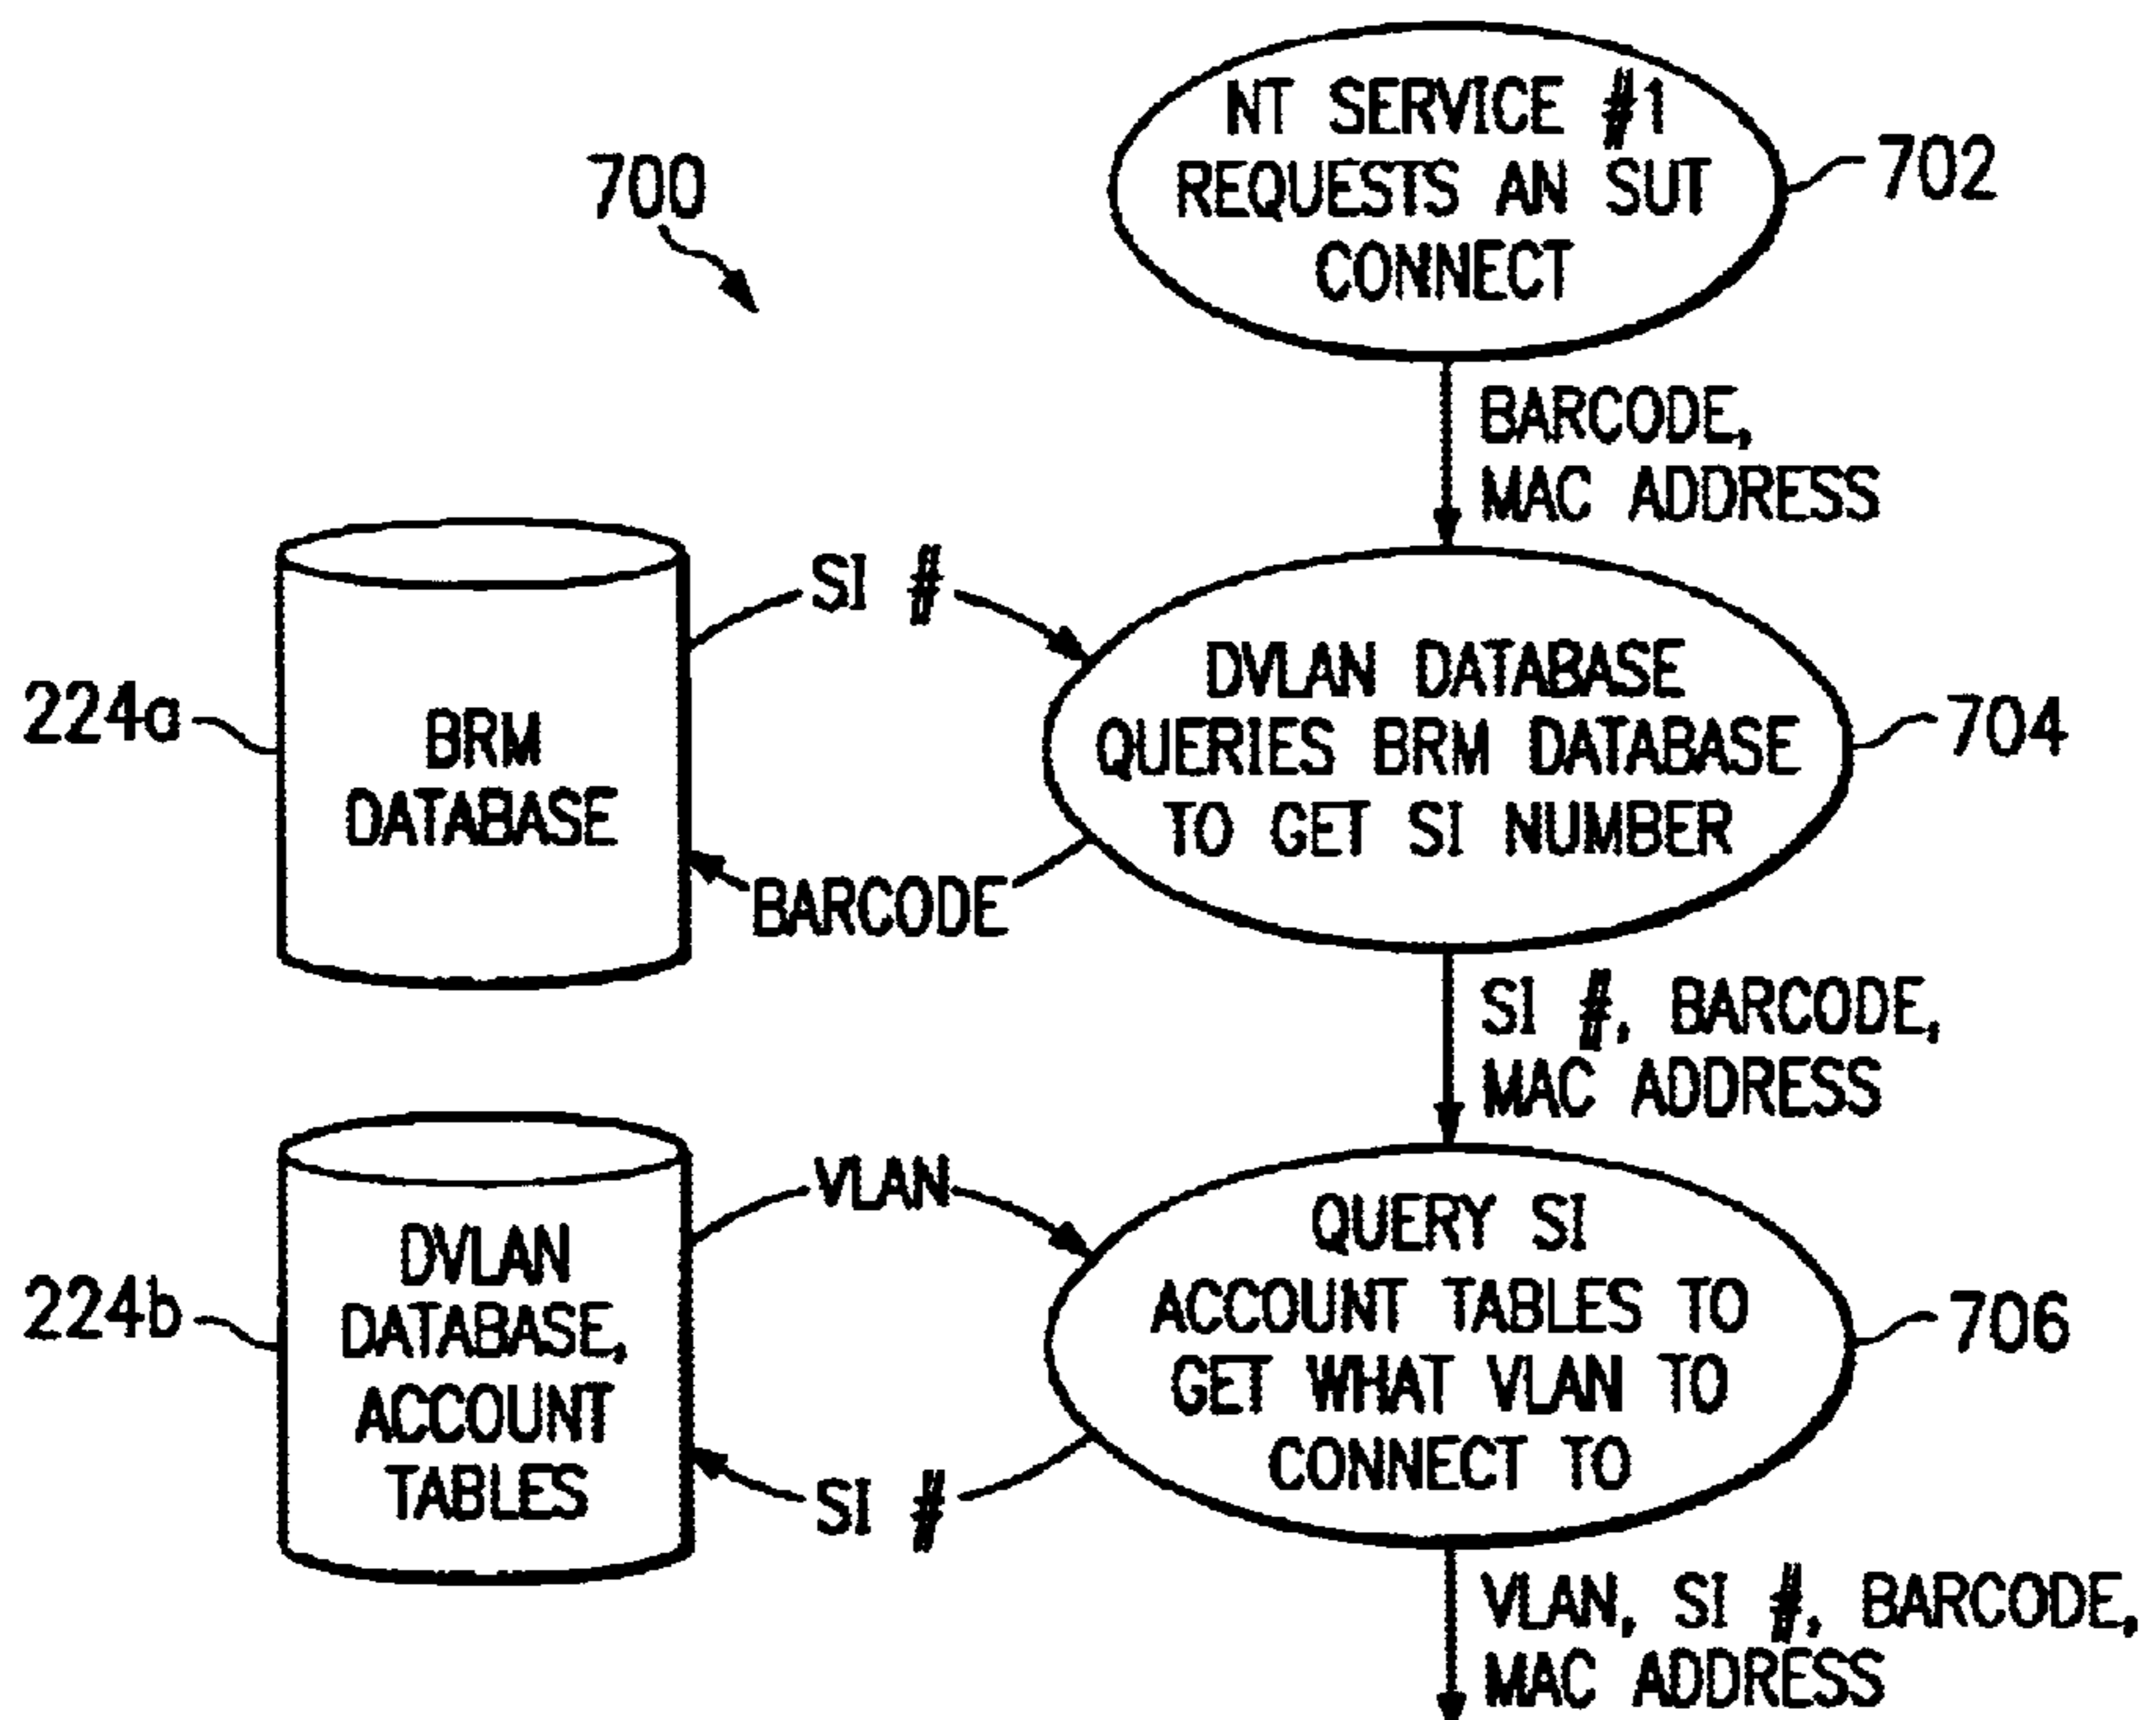 NT SERVICE #1
REQUESTS AN SUT
CONNECT
702
700
BARCODE,
MAC ADDRESS
SI #
224a
BRM
DATABASE
DVLAN DATABASE
QUERIES BRM DATABASE
TO GET SI NUMBER
704
BARCODE
SI #, BARCODE,
MAC ADDRESS
VLAN
224b
DVLAN
DATABASE,
ACCOUNT
TABLES
QUERY SI
ACCOUNT TABLES TO
GET WHAT VLAN TO
CONNECT TO
706
SI #
VLAN, SI #, BARCODE,
MAC ADDRESS